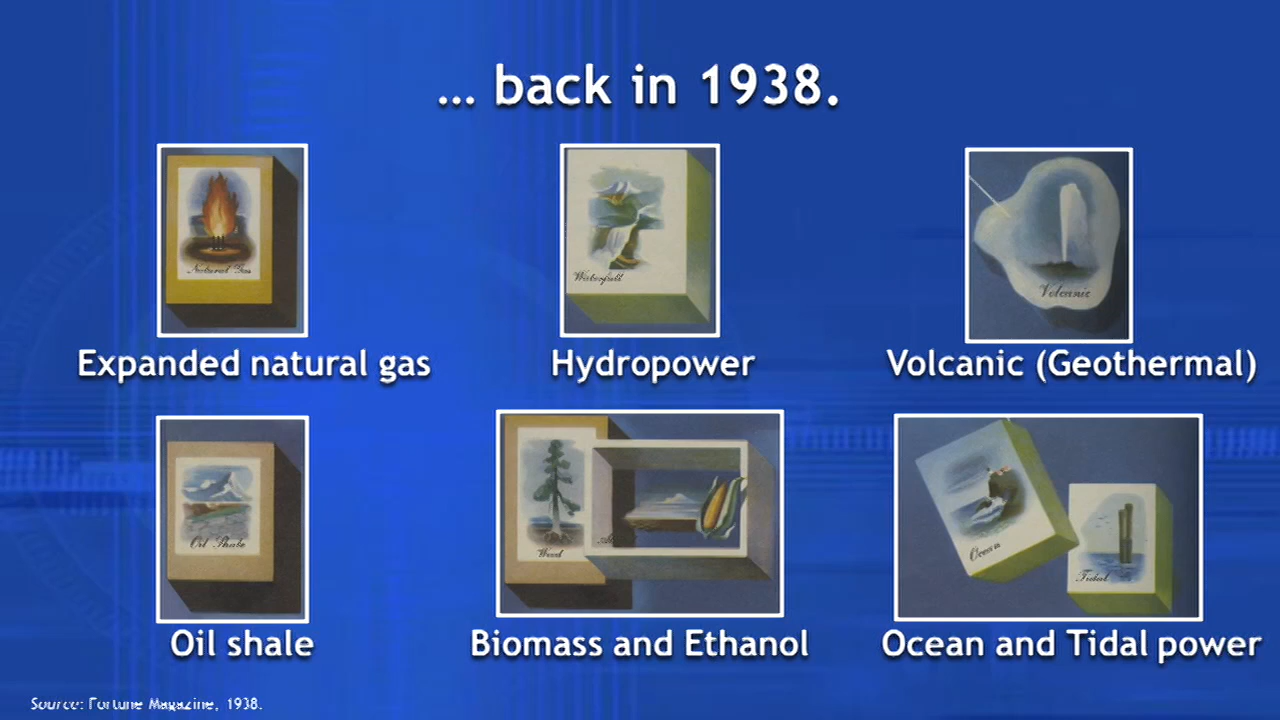 ... back in 1938.
Natural Gas
Waterfall
Volcanic
Expanded natural gas
Hydropower
Volcanic (Geothermal)
Oil Shale
Wood
Ocean
Tidal
Oil shale
Biomass and Ethanol
Ocean and Tidal power
Source: Fortune Magazine, 1938.